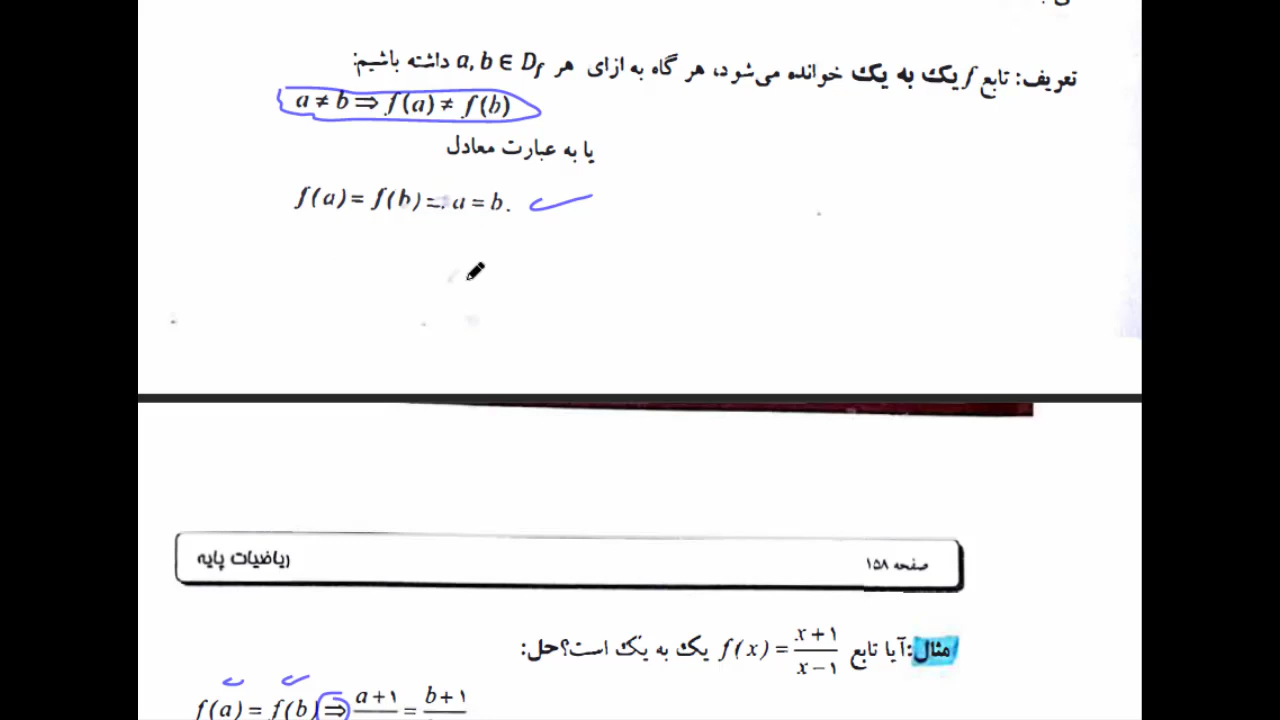 تعریف: تابع f یک به یک خوانده می‌شود، هر گاه به ازای هر a, b ∈ Df داشته باشیم:
a ≠ b ⇒ f(a) ≠ f(b)
یا به عبارت معادل
f(a) = f(b) = a = b.
ریاضیات پایه
صفحه ۱۵۸
مثال: آیا تابع f(x) = x+۱ / x−۱ یک به یک است؟ حل:
f(a) = f(b) ⇒ a+۱ = b+۱